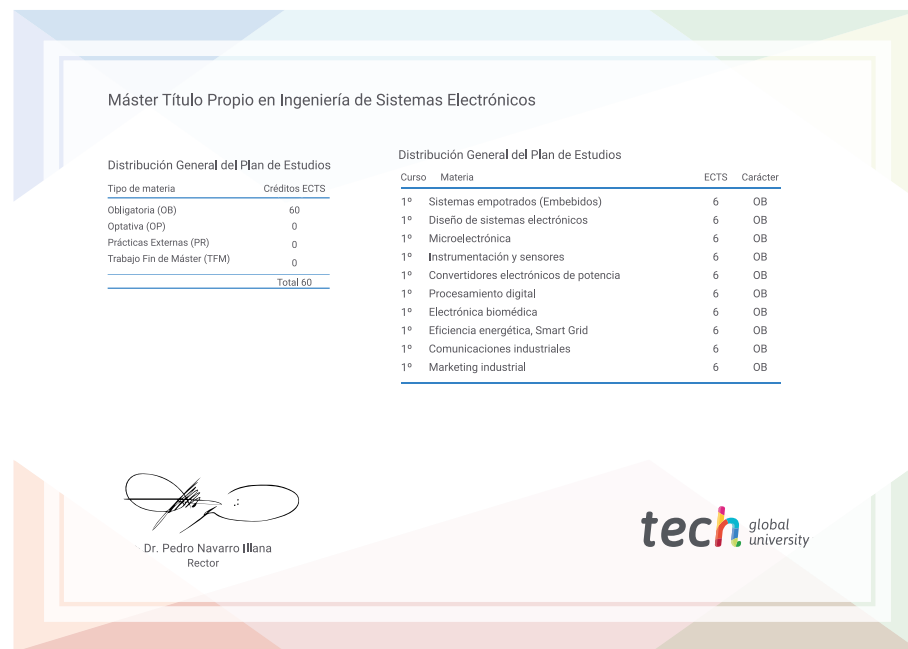 Máster Título Propio en Ingeniería de Sistemas Electrónicos
Distribución General del Plan de Estudios
Tipo de materia Créditos ECTS
Obligatoria (OB) 60
Optativa (OP) 0
Prácticas Externas (PR) 0
Trabajo Fin de Máster (TFM) 0
Total 60
Distribución General del Plan de Estudios
Curso Materia ECTS Carácter
1º Sistemas empotrados (Embebidos) 6 OB
1º Diseño de sistemas electrónicos 6 OB
1º Microelectrónica 6 OB
1º Instrumentación y sensores 6 OB
1º Convertidores electrónicos de potencia 6 OB
1º Procesamiento digital 6 OB
1º Electrónica biomédica 6 OB
1º Eficiencia energética, Smart Grid 6 OB
1º Comunicaciones industriales 6 OB
1º Marketing industrial 6 OB
Dr. Pedro Navarro Illana
Rector
tech global
university